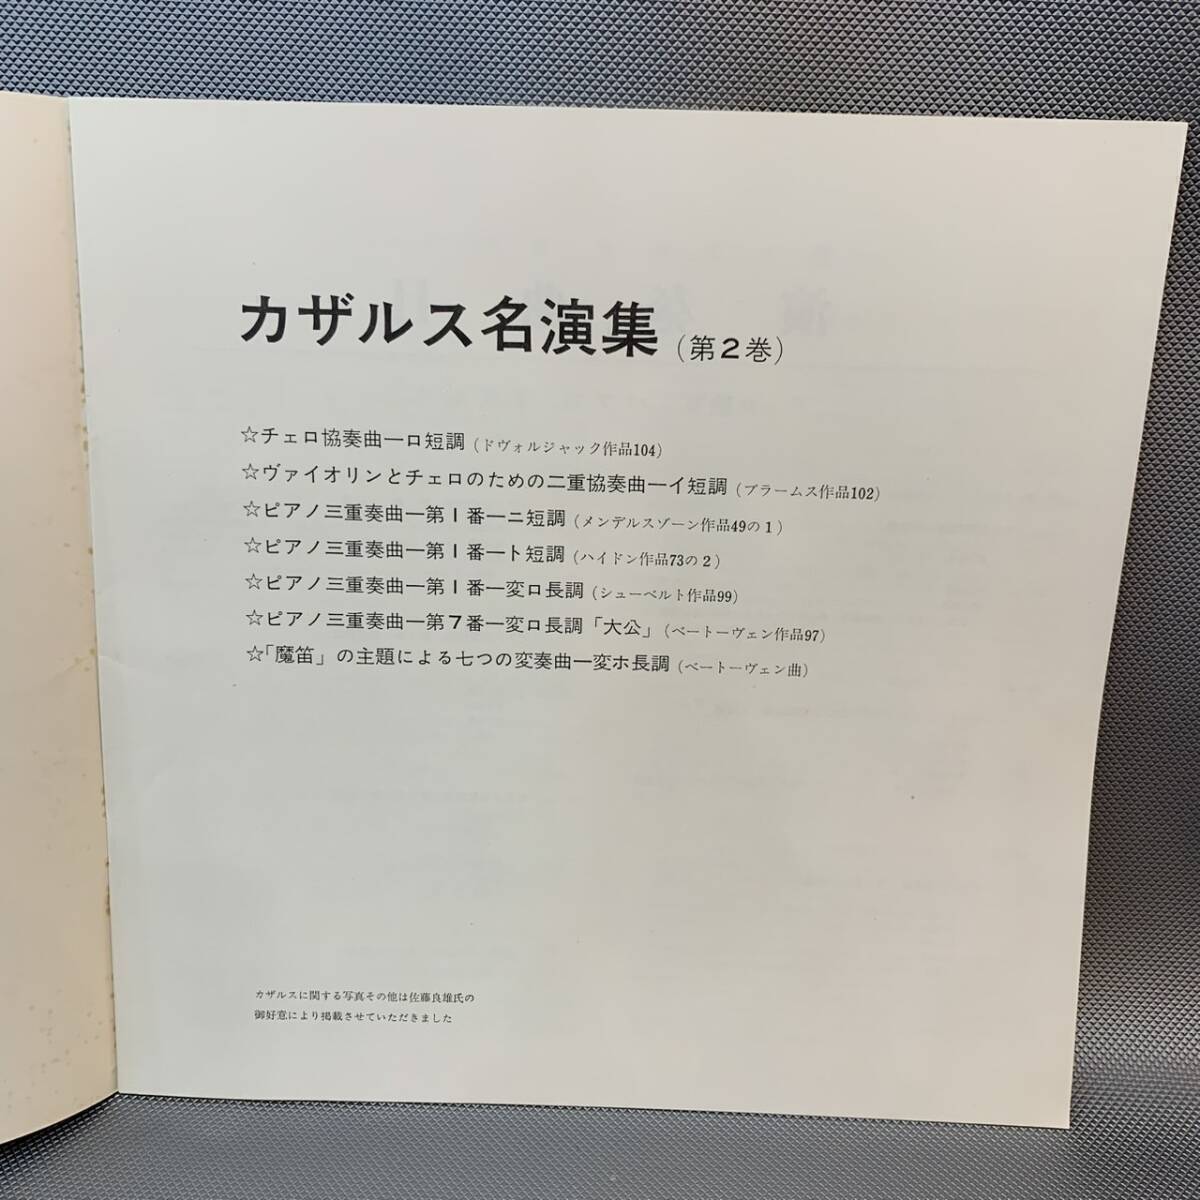 カザルス名演集(第2巻)
☆チェロ協奏曲―ロ短調(ドヴォルジャック作品104)
☆ヴァイオリンとチェロのための二重協奏曲―イ短調(ブラームス作品102)
☆ピアノ三重奏曲―第1番―ニ短調(メンデルスゾーン作品49の1)
☆ピアノ三重奏曲―第1番―ト短調(ハイドン作品73の2)
☆ピアノ三重奏曲―第1番―変ロ長調(シューベルト作品99)
☆ピアノ三重奏曲―第7番―変ロ長調「大公」(ベートーヴェン作品97)
☆「魔笛」の主題による七つの変奏曲―変ホ長調(ベートーヴェン曲)
カザルスに関する写真その他は佐藤良雄氏の
御好意により掲載させていただきました